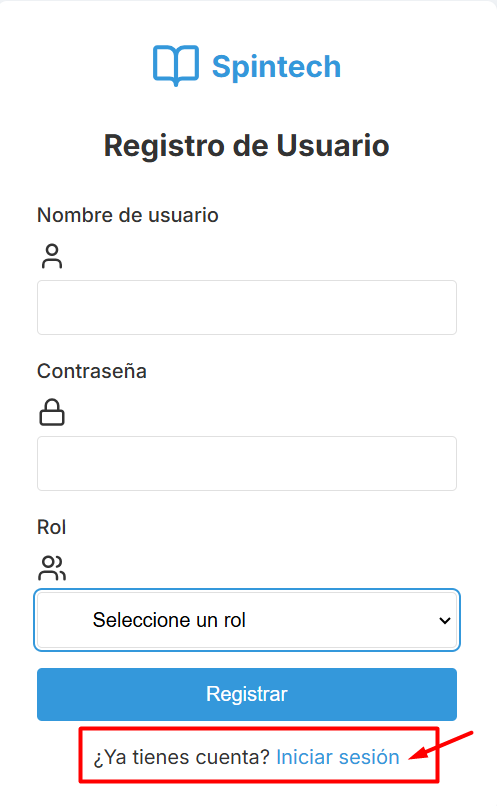 Spintech
Registro de Usuario
Nombre de usuario
Contraseña
Rol
Seleccione un rol
Registrar
¿Ya tienes cuenta? Iniciar sesión